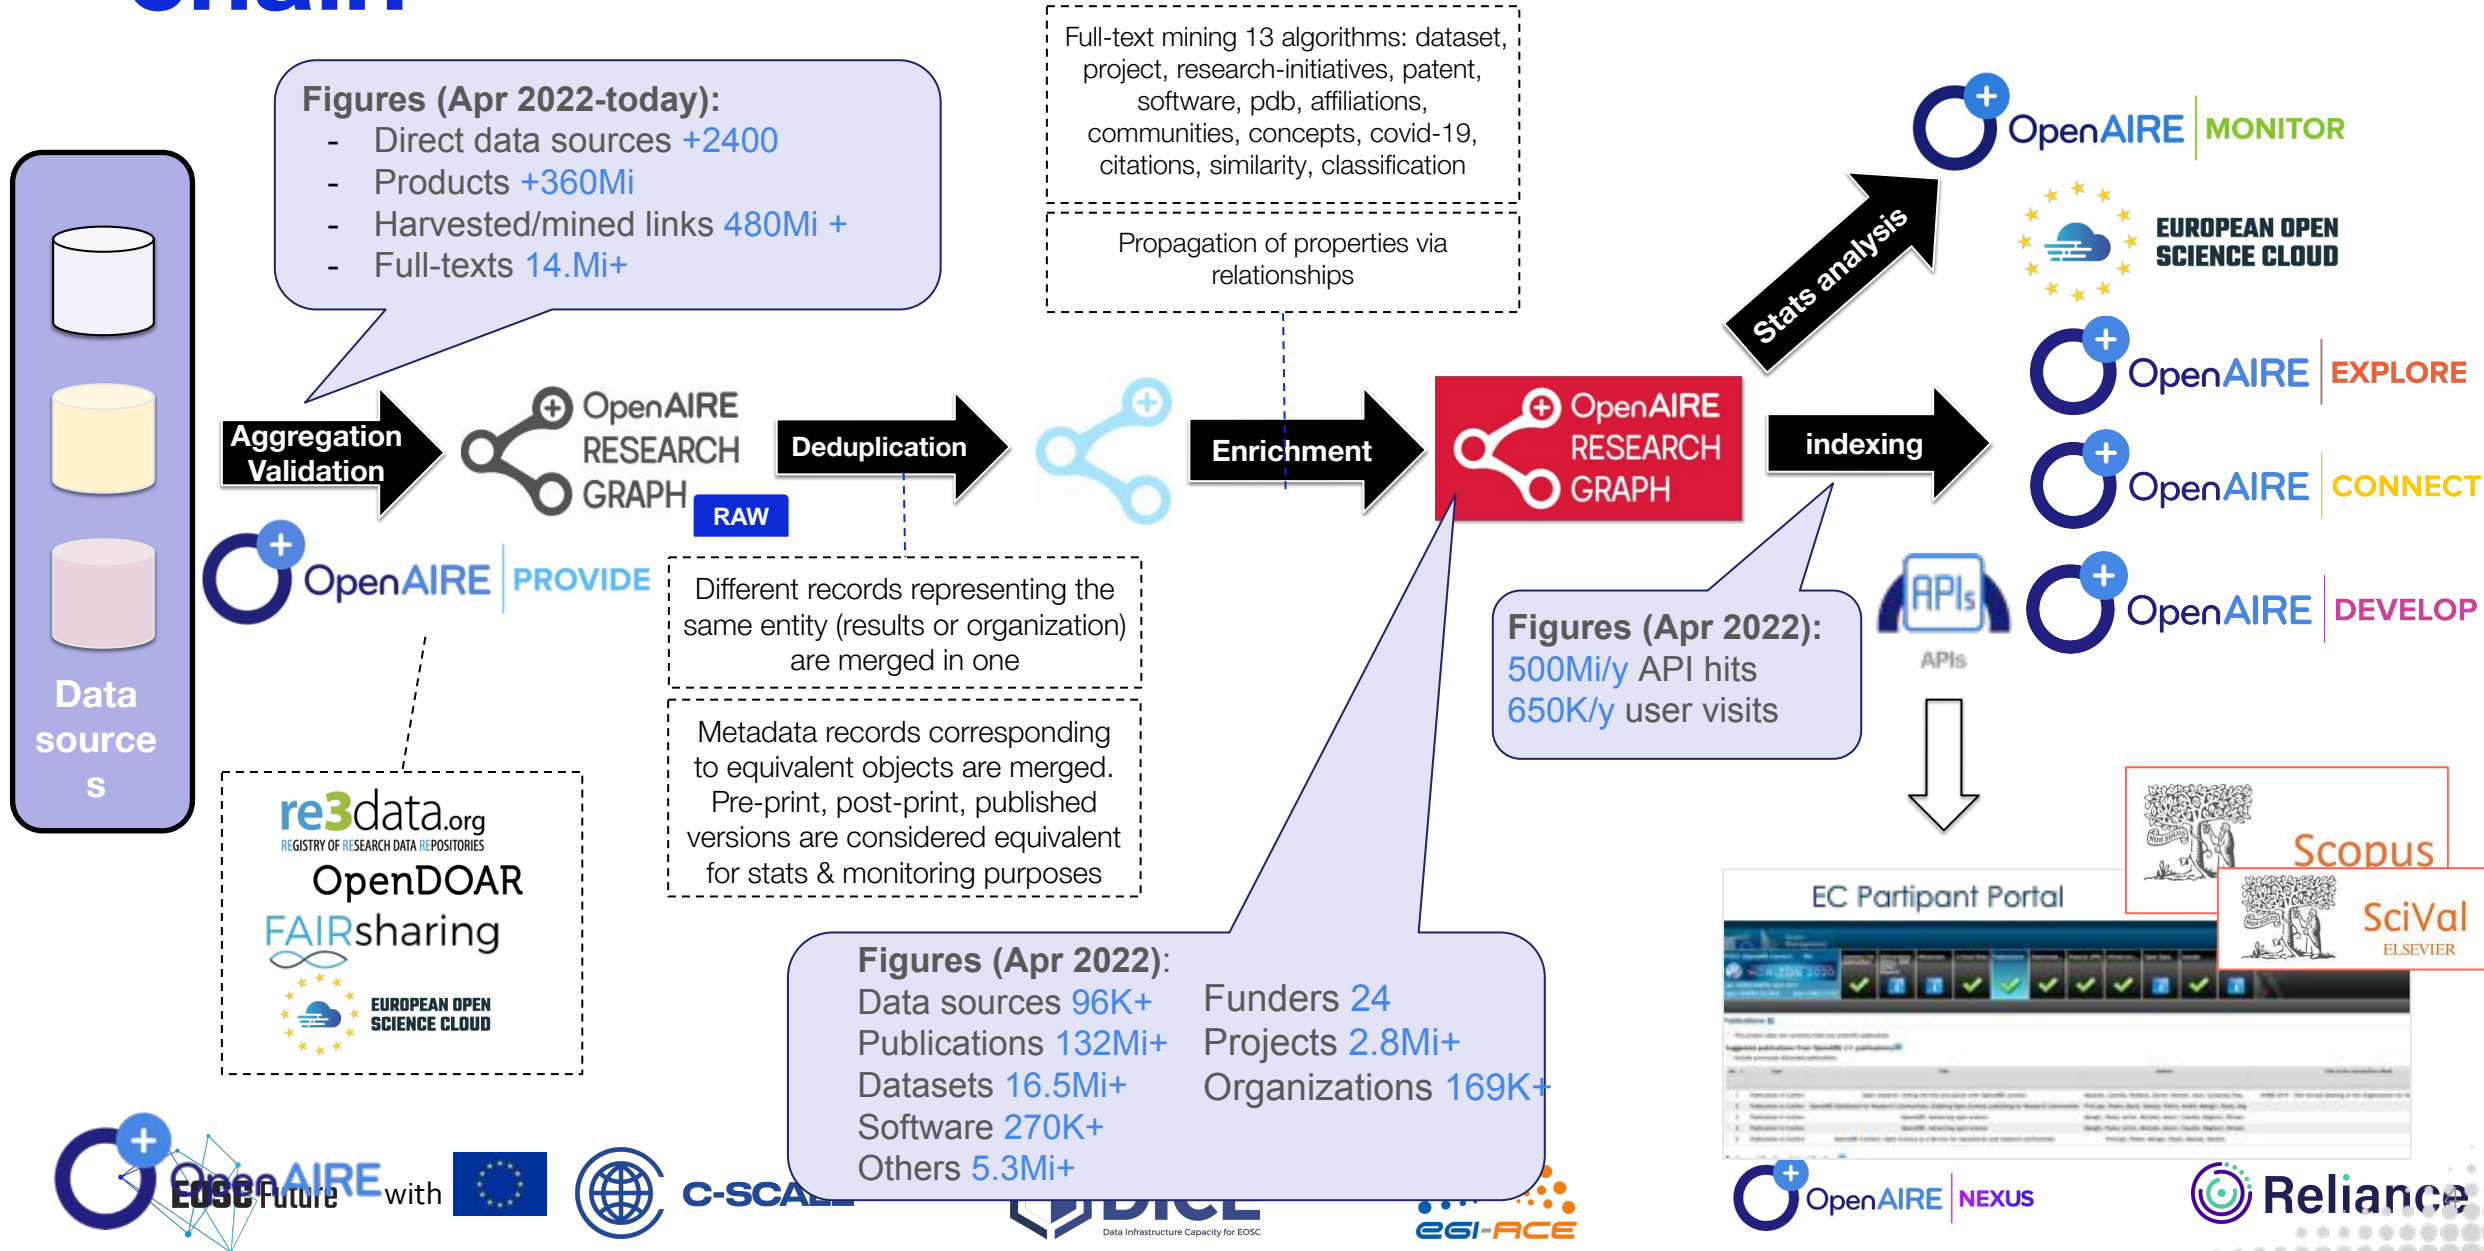 Figures (Apr 2022-today):
- Direct data sources +2400
- Products +360Mi
- Harvested/mined links 480Mi +
- Full-texts 14.Mi+
Full-text mining 13 algorithms: dataset,
project, research-initiatives, patent,
software, pdb, affiliations,
communities, concepts, covid-19,
citations, similarity, classification
Propagation of properties via
relationships
Stats analysis
OpenAIRE MONITOR
EUROPEAN OPEN
SCIENCE CLOUD
OpenAIRE EXPLORE
OpenAIRE CONNECT
OpenAIRE DEVELOP
Data
source
s
Aggregation
Validation
OpenAIRE
RESEARCH
GRAPH
RAW
Deduplication
Enrichment
OpenAIRE
RESEARCH
GRAPH
indexing
OpenAIRE PROVIDE
Different records representing the
same entity (results or organization)
are merged in one
Metadata records corresponding
to equivalent objects are merged.
Pre-print, post-print, published
versions are considered equivalent
for stats & monitoring purposes
Figures (Apr 2022):
500Mi/y API hits
650K/y user visits
APIs
APIs
re3data.org
REGISTRY OF RESEARCH DATA REPOSITORIES
OpenDOAR
FAIRsharing
EUROPEAN OPEN
SCIENCE CLOUD
Figures (Apr 2022):
Data sources 96K+
Publications 132Mi+
Datasets 16.5Mi+
Software 270K+
Others 5.3Mi+
Funders 24
Projects 2.8Mi+
Organizations 169K+
Scopus
SciVal
ELSEVIER
EC Partipant Portal
HORIZON 2020
OpenAIRE
EOSC Future
with
C-SCALE
DICE
Data Infrastructure Capacity for EOSC
EGI-ACE
OpenAIRE NEXUS
Reliance